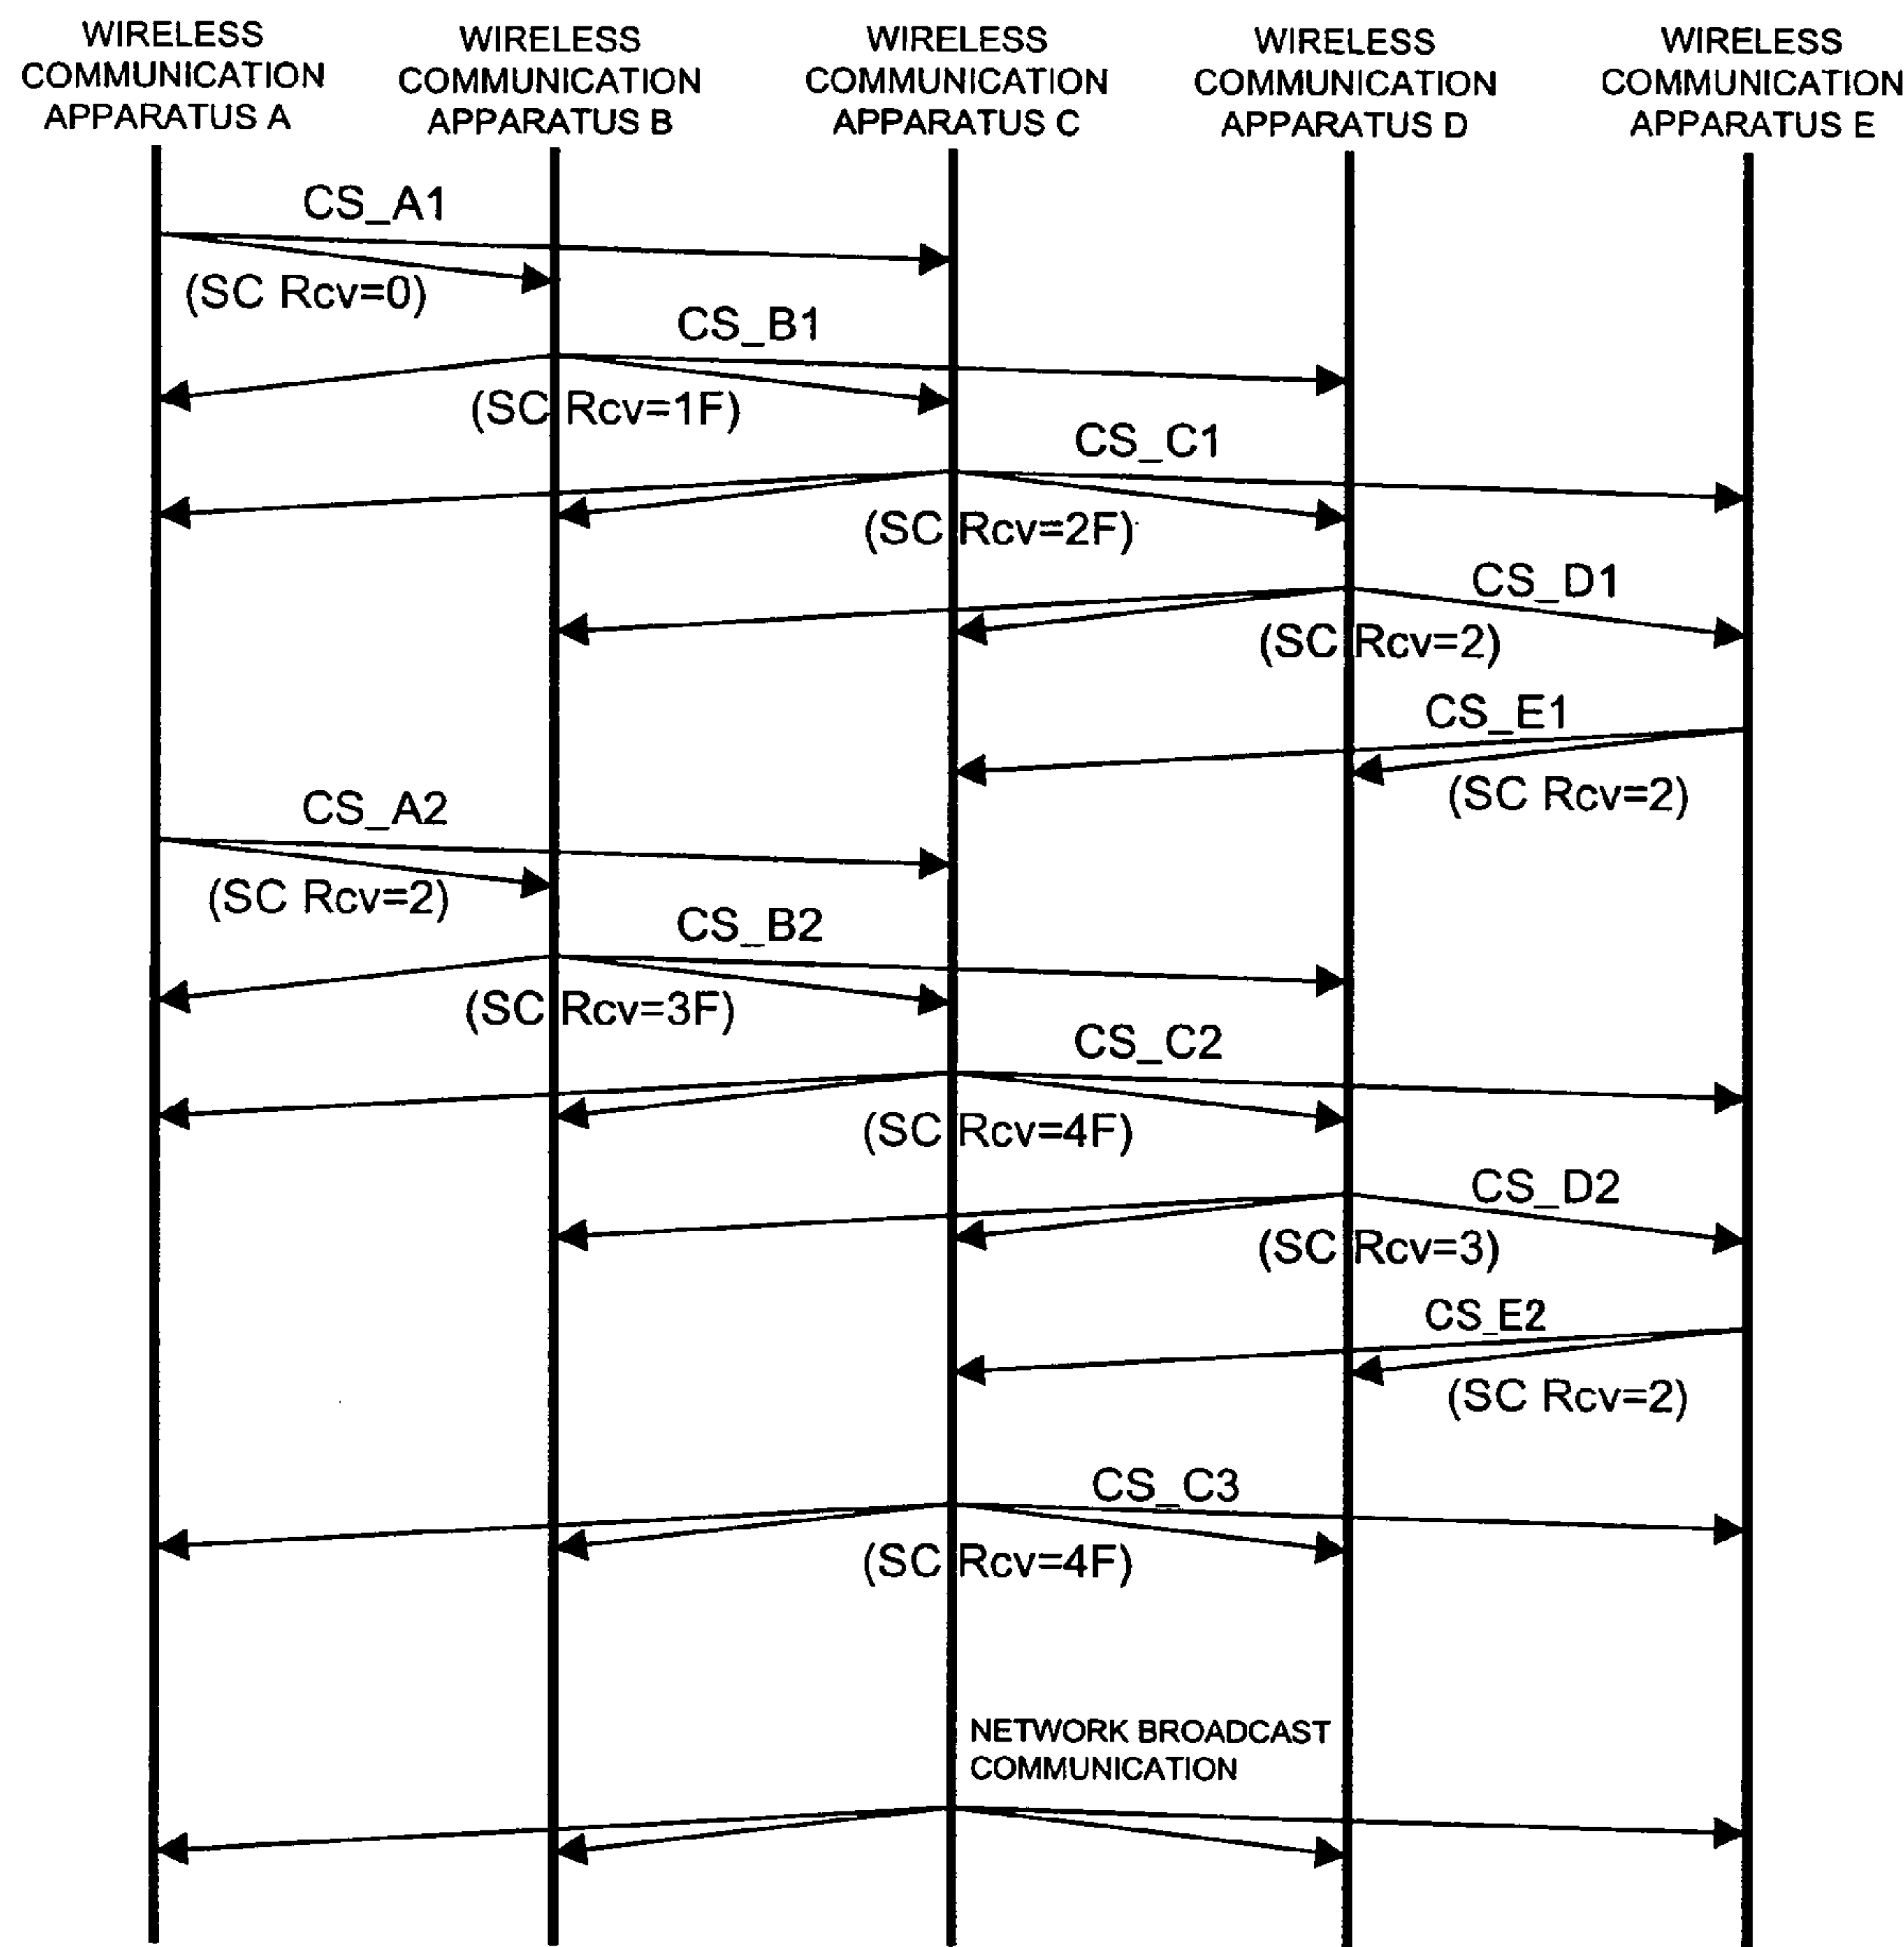 WIRELESS
COMMUNICATION
APPARATUS A
WIRELESS
COMMUNICATION
APPARATUS B
WIRELESS
COMMUNICATION
APPARATUS C
WIRELESS
COMMUNICATION
APPARATUS D
WIRELESS
COMMUNICATION
APPARATUS E
CS_A1
(SC Rcv=0)
CS_B1
(SC Rcv=1F)
CS_C1
(SC Rcv=2F)
CS_D1
(SC Rcv=2)
CS_E1
(SC Rcv=2)
CS_A2
(SC Rcv=2)
CS_B2
(SC Rcv=3F)
CS_C2
(SC Rcv=4F)
CS_D2
(SC Rcv=3)
CS_E2
(SC Rcv=2)
CS_C3
(SC Rcv=4F)
NETWORK BROADCAST
COMMUNICATION